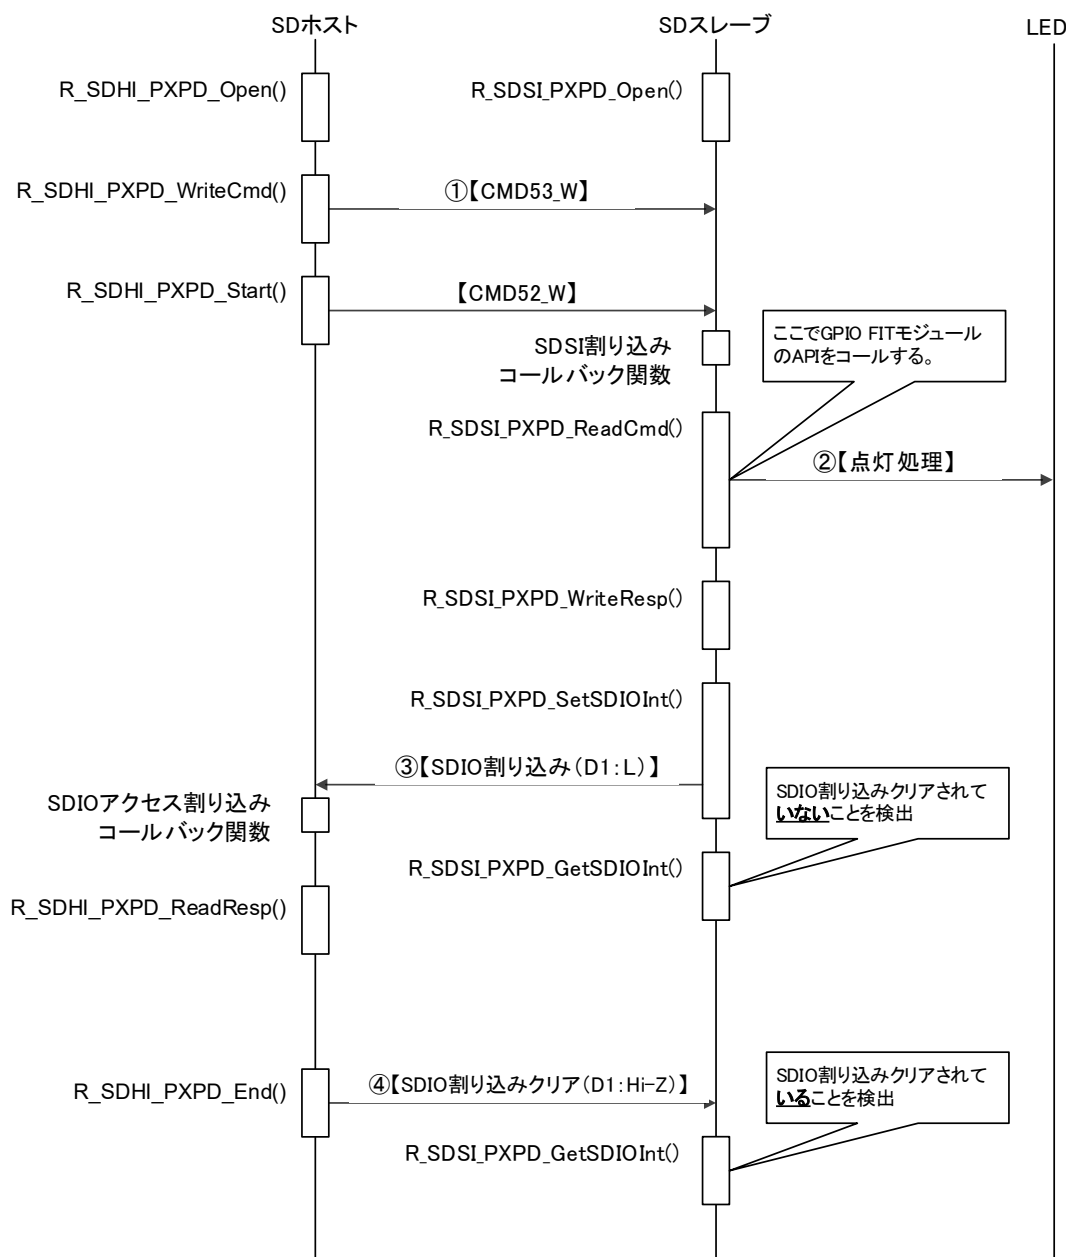 SDホスト
SDスレーブ
LED
R_SDHI_PXPD_Open()
R_SDSI_PXPD_Open()
R_SDHI_PXPD_WriteCmd()
①【CMD53_W】
R_SDHI_PXPD_Start()
【CMD52_W】
ここでGPIO FITモジュール
のAPIをコールする。
SDSI割り込み
コールバック関数
R_SDSI_PXPD_ReadCmd()
②【点灯処理】
R_SDSI_PXPD_WriteResp()
R_SDSI_PXPD_SetSDIOInt()
③【SDIO割り込み(D1:L)】
SDIO割り込みクリアされて
いないことを検出
SDIOアクセス割り込み
コールバック関数
R_SDSI_PXPD_GetSDIOInt()
R_SDHI_PXPD_ReadResp()
R_SDHI_PXPD_End()
④【SDIO割り込みクリア(D1:Hi-Z)】
SDIO割り込みクリアされて
いることを検出
R_SDSI_PXPD_GetSDIOInt()